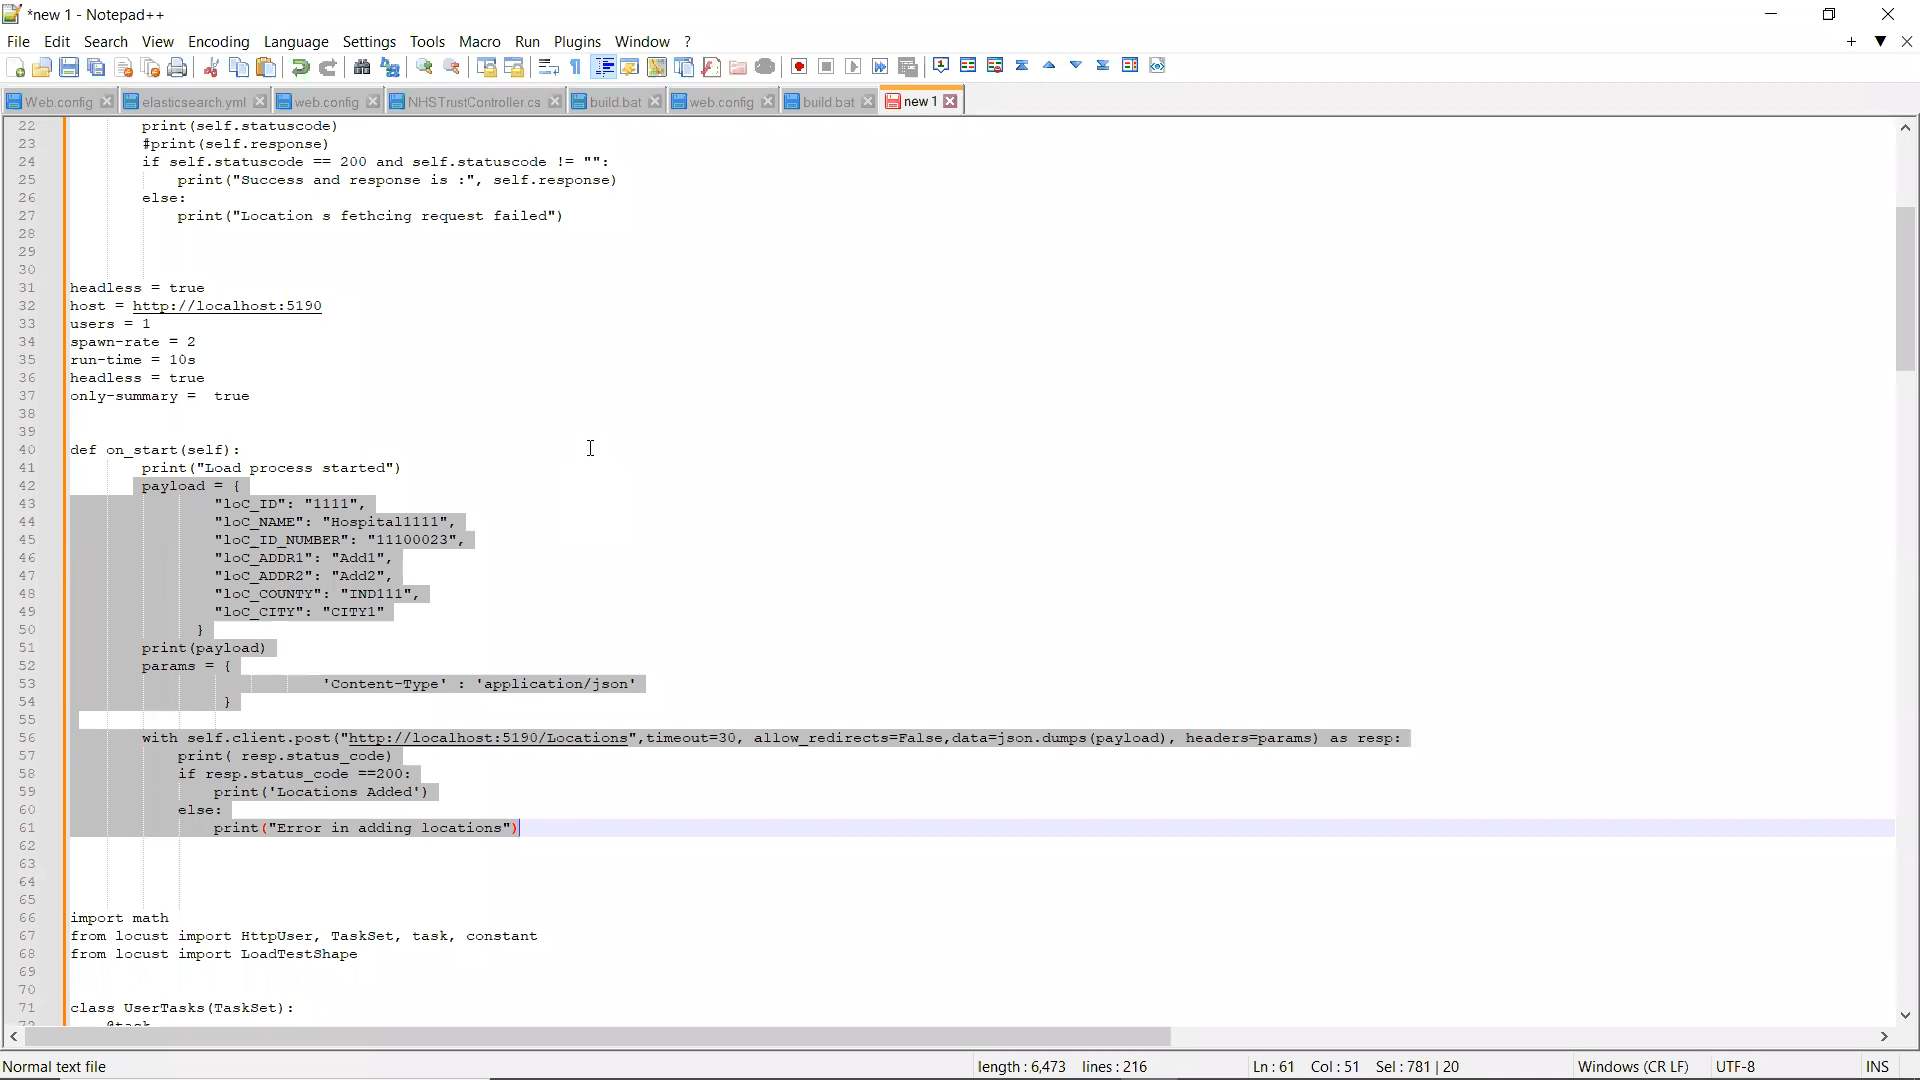 *new 1 - Notepad++
File Edit Search View Encoding Language Settings Tools Macro Run Plugins Window ?
Web.config elasticsearch.yml web.config NHSTrustController.cs build.bat web.config build.bat new 1
22 print(self.statuscode)
23 #print(self.response)
24 if self.statuscode == 200 and self.statuscode != "":
25 print("Success and response is :", self.response)
26 else:
27 print("Location s fethcing request failed")
28
29
30
31 headless = true
32 host = http://localhost:5190
33 users = 1
34 spawn-rate = 2
35 run-time = 10s
36 headless = true
37 only-summary =  true
38
39
40 def on_start(self):
41 print("Load process started")
42 payload = {
43 "loC_ID": "1111",
44 "loC_NAME": "Hospital1111",
45 "loC_ID_NUMBER": "11100023",
46 "loC_ADDR1": "Add1",
47 "loC_ADDR2": "Add2",
48 "loC_COUNTY": "IND111",
49 "loC_CITY": "CITY1"
50 }
51 print(payload)
52 params = {
53 'Content-Type' : 'application/json'
54 }
55
56 with self.client.post("http://localhost:5190/Locations",timeout=30, allow_redirects=False,data=json.dumps(payload), headers=params) as resp:
57 print( resp.status_code)
58 if resp.status_code ==200:
59 print('Locations Added')
60 else:
61 print("Error in adding locations")
62
63
64
65
66 import math
67 from locust import HttpUser, TaskSet, task, constant
68 from locust import LoadTestShape
69
70
71 class UserTasks(TaskSet):
72 @task
Normal text file length : 6,473 lines : 216 Ln : 61 Col : 51 Sel : 781 | 20 Windows (CR LF) UTF-8 INS